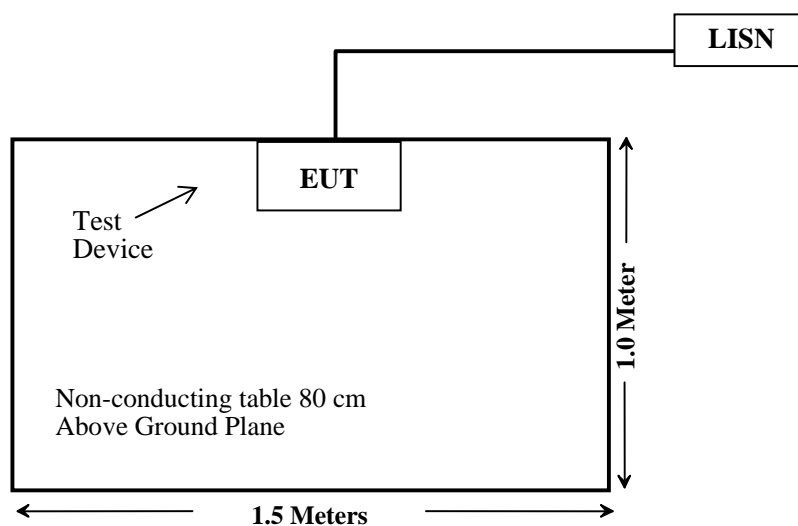 LISN
EUT
Test
Device
1.0 Meter
Non-conducting table 80 cm
Above Ground Plane
1.5 Meters